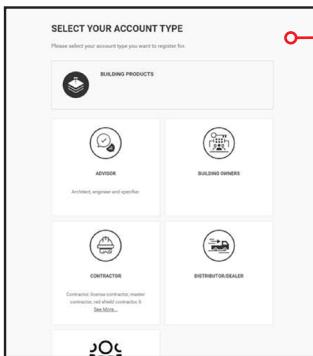 SELECT YOUR ACCOUNT TYPE
Please select your account type you want to register for.
BUILDING PRODUCTS
ADVISOR
Architect, engineer and specifier
BUILDING OWNERS
CONTRACTOR
Contractor, license contractor, master
contractor, red shield contractor, II
See More...
DISTRIBUTOR/DEALER